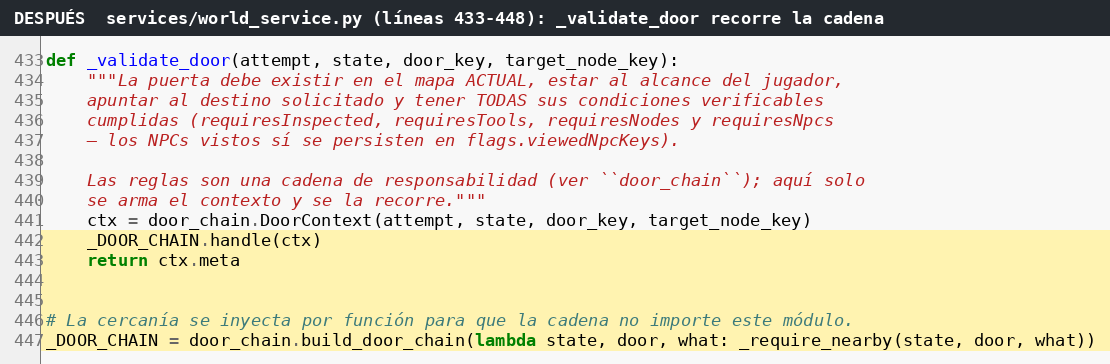 DESPUÉS  services/world_service.py (líneas 433-448): _validate_door recorre la cadena
433 def _validate_door(attempt, state, door_key, target_node_key):
434     """La puerta debe existir en el mapa ACTUAL, estar al alcance del jugador,
435     apuntar al destino solicitado y tener TODAS sus condiciones verificables
436     cumplidas (requiresInspected, requiresTools, requiresNodes y requiresNpcs
437     — los NPCs vistos sí se persisten en flags.viewedNpcKeys).
438
439     Las reglas son una cadena de responsabilidad (ver ``door_chain``); aquí solo
440     se arma el contexto y se la recorre."""
441     ctx = door_chain.DoorContext(attempt, state, door_key, target_node_key)
442     _DOOR_CHAIN.handle(ctx)
443     return ctx.meta
444
445
446 # La cercanía se inyecta por función para que la cadena no importe este módulo.
447 _DOOR_CHAIN = door_chain.build_door_chain(lambda state, door, what: _require_nearby(state, door, what))